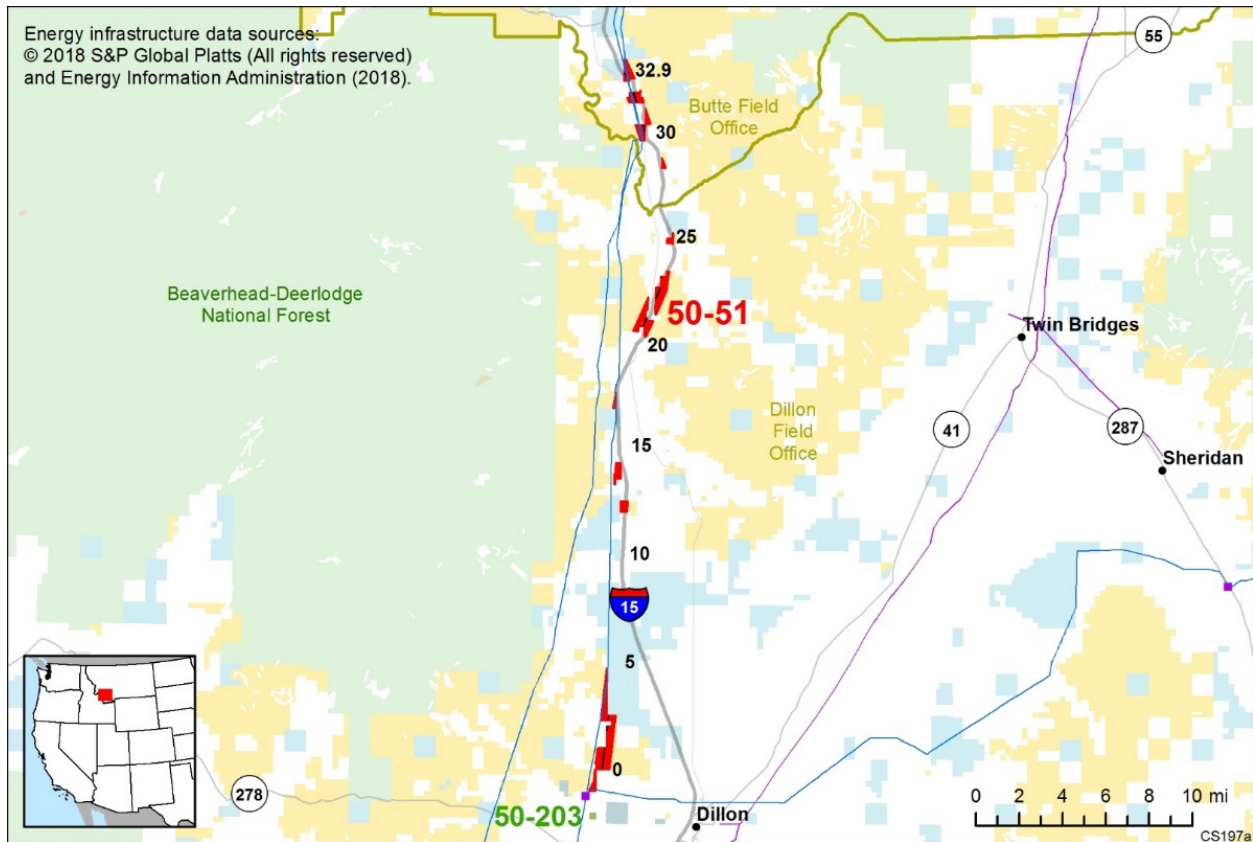 Energy infrastructure data sources:
© 2018 S&P Global Platts (All rights reserved)
and Energy Information Administration (2018).
55
32.9
Butte Field
Office
30
25
Beaverhead-Deerlodge
National Forest
50-51
Twin Bridges
20
Dillon
Field
Office
41
287
15
Sheridan
10
15
5
0
278
50-203
Dillon
0 2 4 6 8 10 mi
CS197a